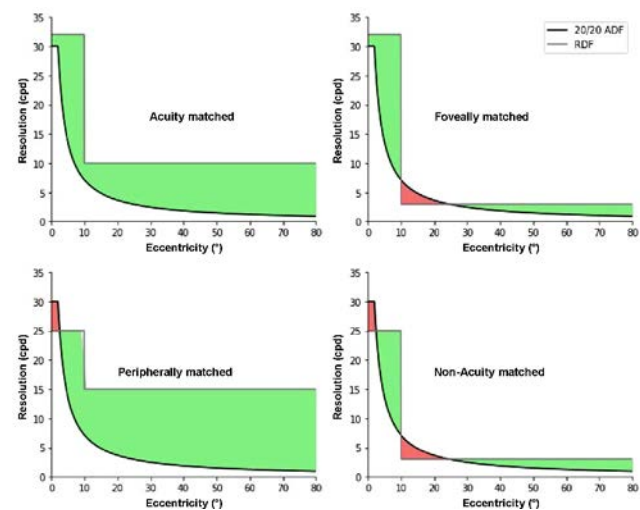 35
30
25
20
15
10
5
0
Resolution (cpd)
Acuity matched
0 10 20 30 40 50 60 70 80
Eccentricity (°)
35
30
25
20
15
10
5
0
Resolution (cpd)
20/20 ADF
RDF
Foveally matched
0 10 20 30 40 50 60 70 80
Eccentricity (°)
35
30
25
20
15
10
5
0
Resolution (cpd)
Peripherally matched
0 10 20 30 40 50 60 70 80
Eccentricity (°)
35
30
25
20
15
10
5
0
Resolution (cpd)
Non-Acuity matched
0 10 20 30 40 50 60 70 80
Eccentricity (°)